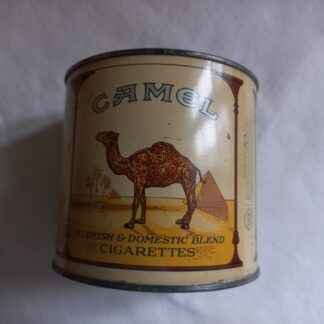 CAMEL
TURKISH & DOMESTIC BLEND
CIGARETTES